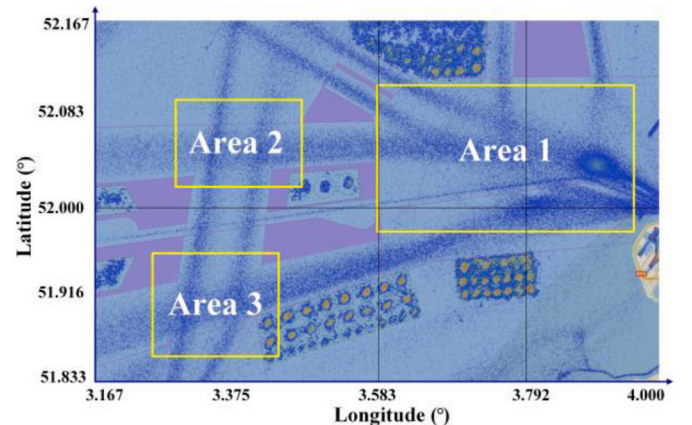 52.167
52.083
52.000
51.916
51.833
Latitude (°)
Area 1
Area 2
Area 3
3.167
3.375
3.583
3.792
4.000
Longitude (°)